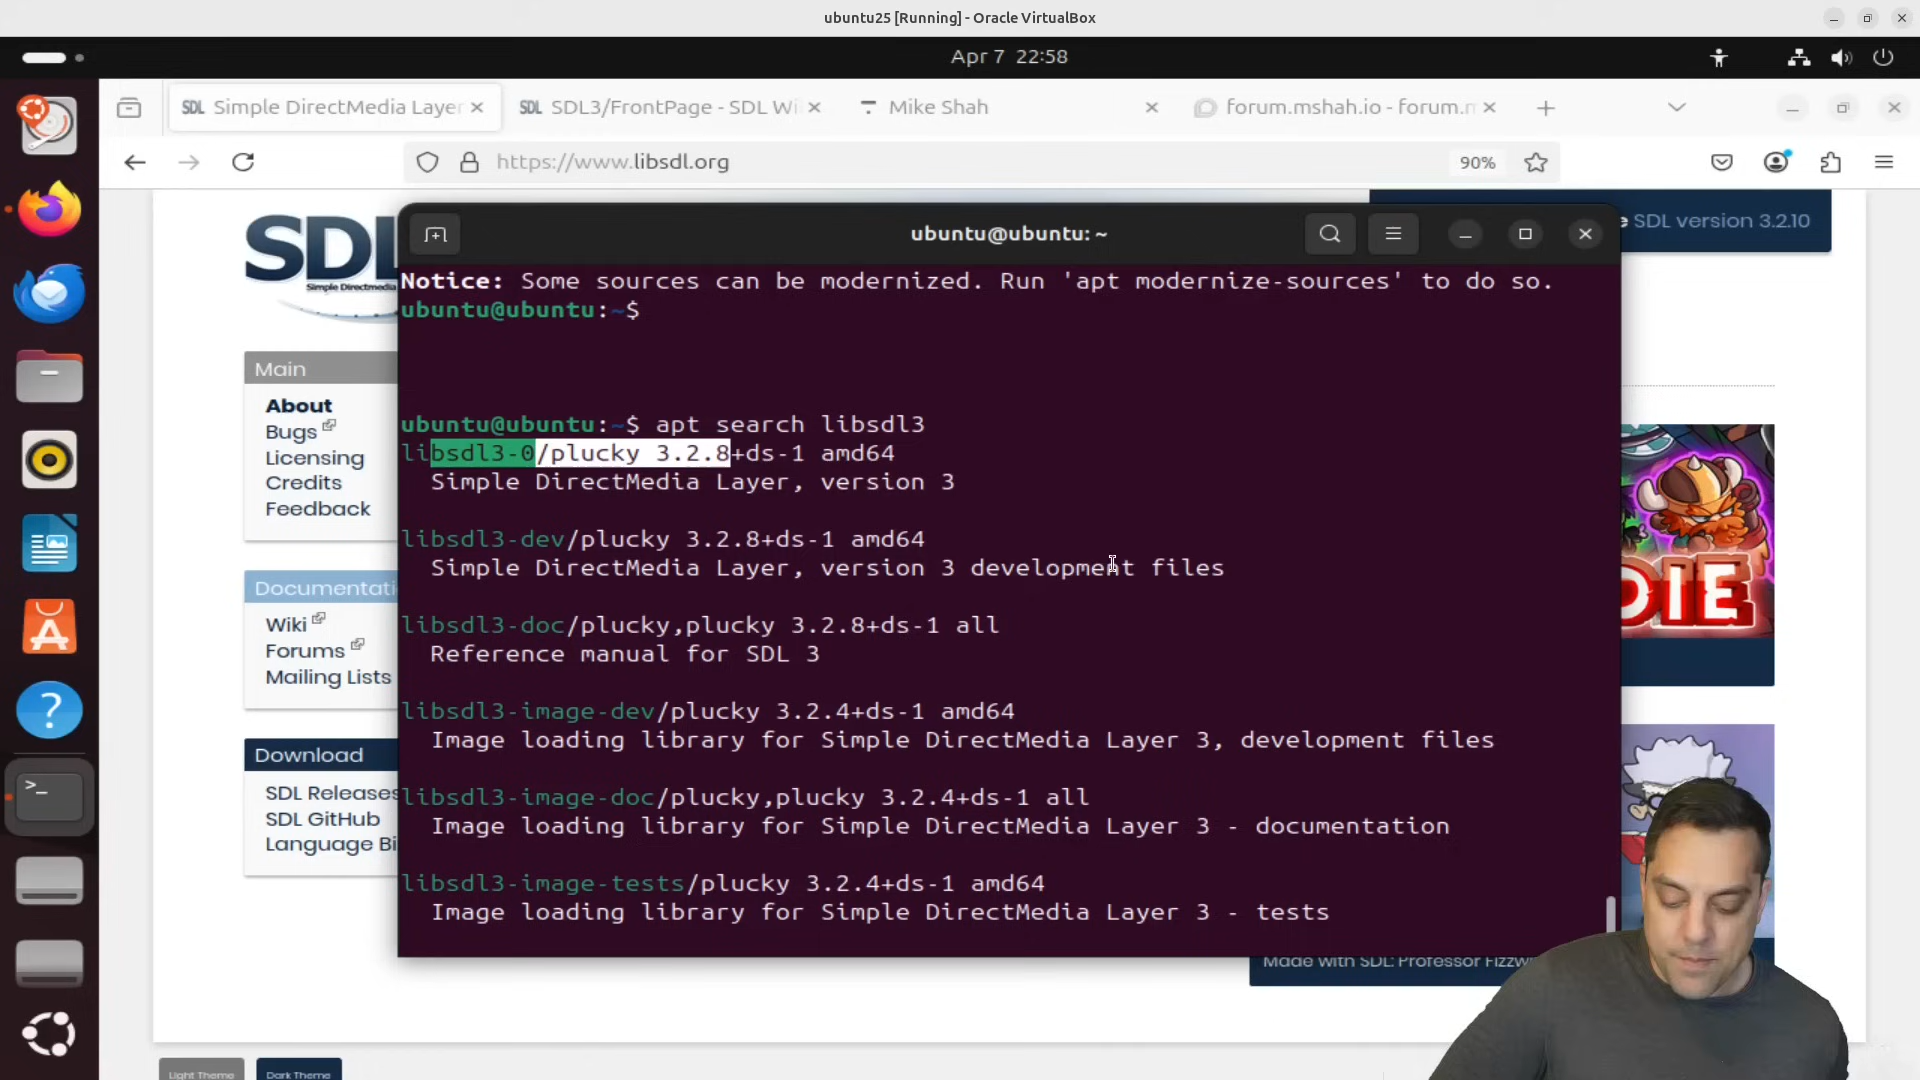 ubuntu25 [Running] - Oracle VirtualBox
Apr 7 22:58
SDL Simple DirectMedia Layer
SDL SDL3/FrontPage - SDL Wi
Mike Shah
forum.mshah.io - forum.m
https://www.libsdl.org
90%
SDL
Simple Directmedia
SDL version 3.2.10
Main
About
Bugs
Licensing
Credits
Feedback
Documentati
Wiki
Forums
Mailing Lists
Download
SDL Releases
SDL GitHub
Language Bi
ubuntu@ubuntu: ~
Notice: Some sources can be modernized. Run 'apt modernize-sources' to do so.
ubuntu@ubuntu:~$
ubuntu@ubuntu:~$ apt search libsdl3
libsdl3-0/plucky 3.2.8+ds-1 amd64
Simple DirectMedia Layer, version 3
libsdl3-dev/plucky 3.2.8+ds-1 amd64
Simple DirectMedia Layer, version 3 development files
libsdl3-doc/plucky,plucky 3.2.8+ds-1 all
Reference manual for SDL 3
libsdl3-image-dev/plucky 3.2.4+ds-1 amd64
Image loading library for Simple DirectMedia Layer 3, development files
libsdl3-image-doc/plucky,plucky 3.2.4+ds-1 all
Image loading library for Simple DirectMedia Layer 3 - documentation
libsdl3-image-tests/plucky 3.2.4+ds-1 amd64
Image loading library for Simple DirectMedia Layer 3 - tests
DIE
Made with SDL: Professor Fizzw
Light Theme
Dark Theme